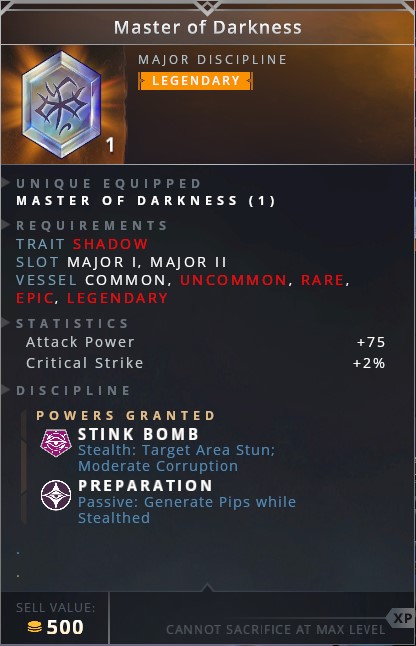 Master of Darkness
MAJOR DISCIPLINE
LEGENDARY
1
UNIQUE EQUIPPED
MASTER OF DARKNESS (1)
REQUIREMENTS
TRAIT SHADOW
SLOT MAJOR I, MAJOR II
VESSEL COMMON, UNCOMMON, RARE,
EPIC, LEGENDARY
STATISTICS
Attack Power +75
Critical Strike +2%
DISCIPLINE
POWERS GRANTED
STINK BOMB
Stealth: Target Area Stun;
Moderate Corruption
PREPARATION
Passive: Generate Pips while
Stealthed
.
.
SELL VALUE:
500
CANNOT SACRIFICE AT MAX LEVEL
XP